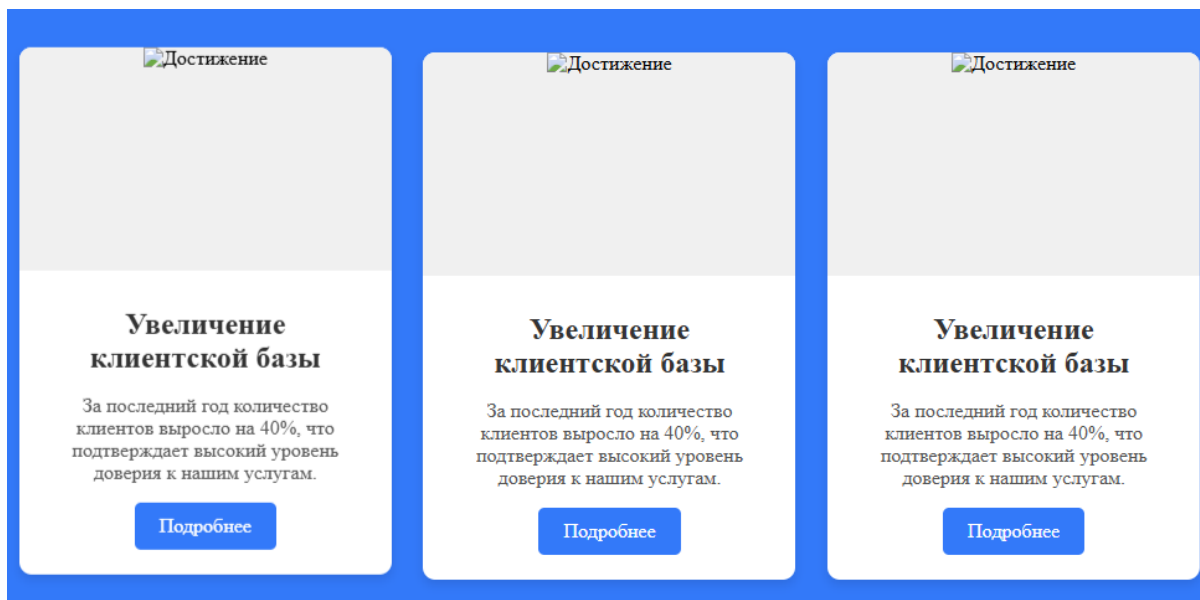 Достижение
Увеличение
клиентской базы
За последний год количество
клиентов выросло на 40%, что
подтверждает высокий уровень
доверия к нашим услугам.
Подробнее
Достижение
Увеличение
клиентской базы
За последний год количество
клиентов выросло на 40%, что
подтверждает высокий уровень
доверия к нашим услугам.
Подробнее
Достижение
Увеличение
клиентской базы
За последний год количество
клиентов выросло на 40%, что
подтверждает высокий уровень
доверия к нашим услугам.
Подробнее